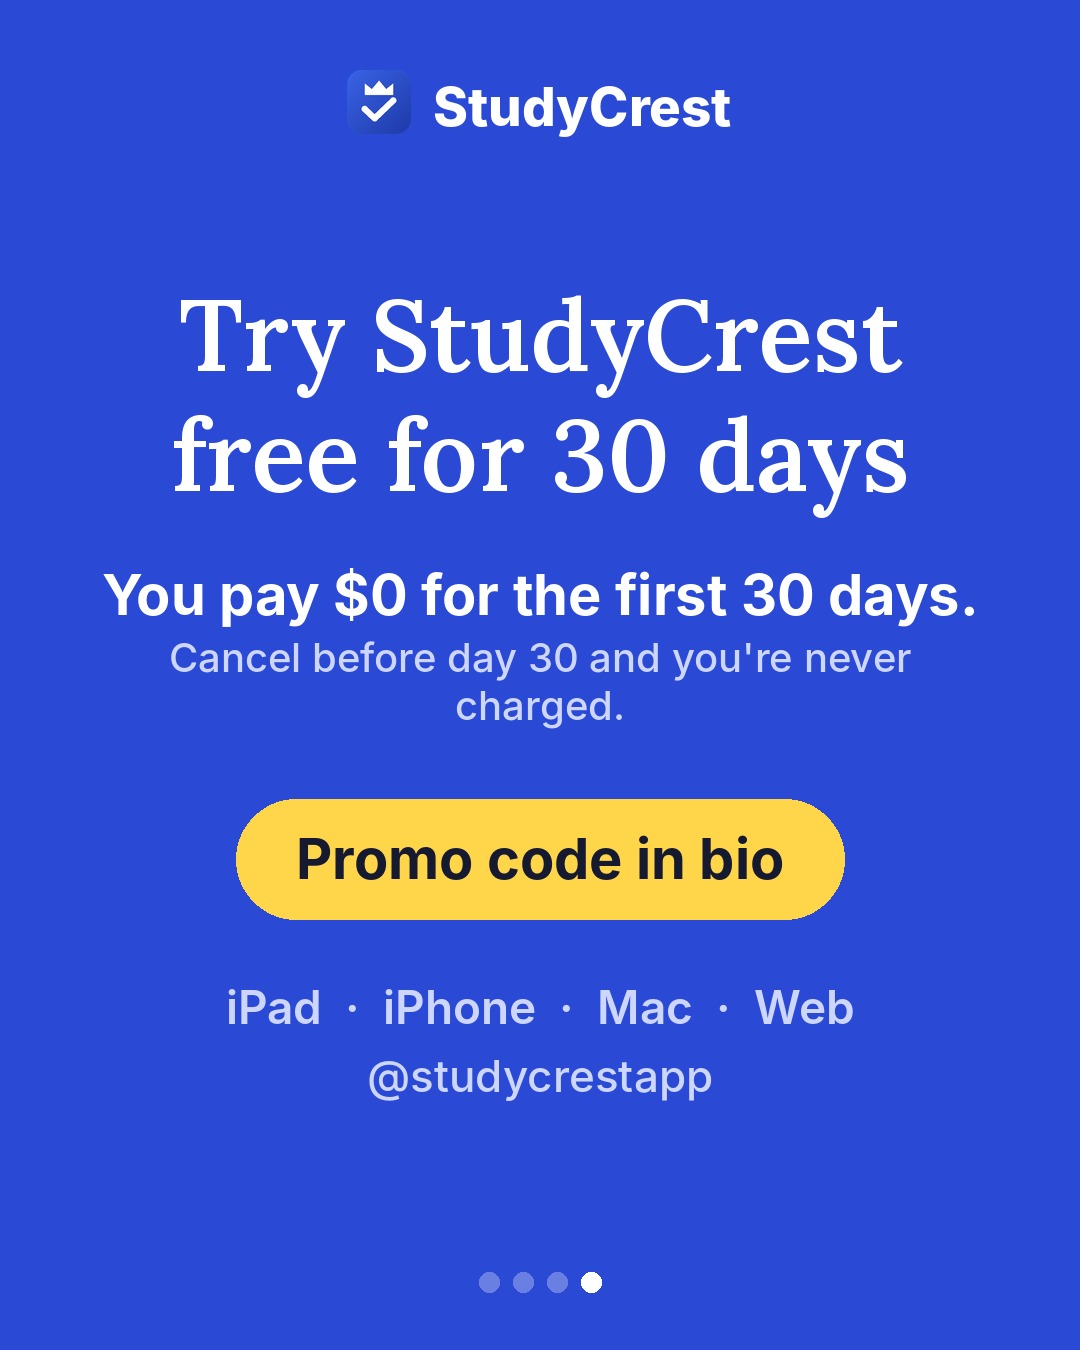 StudyCrest
Try StudyCrest
free for 30 days
You pay $0 for the first 30 days.
Cancel before day 30 and you're never
charged.
Promo code in bio
iPad · iPhone · Mac · Web
@studycrestapp